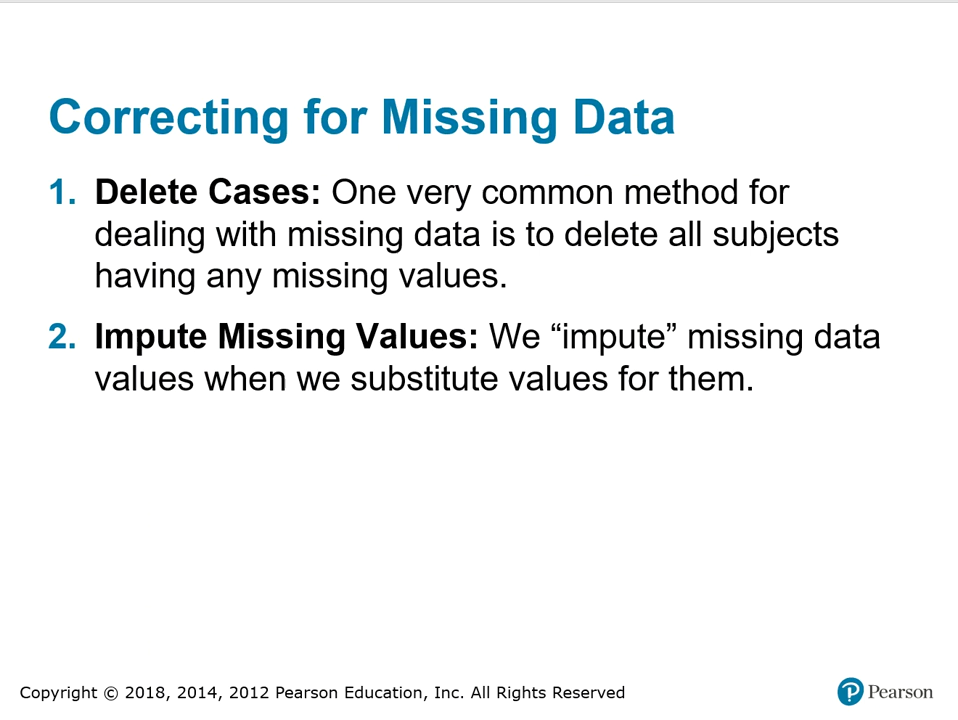 Correcting for Missing Data
1. Delete Cases: One very common method for
dealing with missing data is to delete all subjects
having any missing values.
2. Impute Missing Values: We “impute” missing data
values when we substitute values for them.
Copyright © 2018, 2014, 2012 Pearson Education, Inc. All Rights Reserved
P Pearson